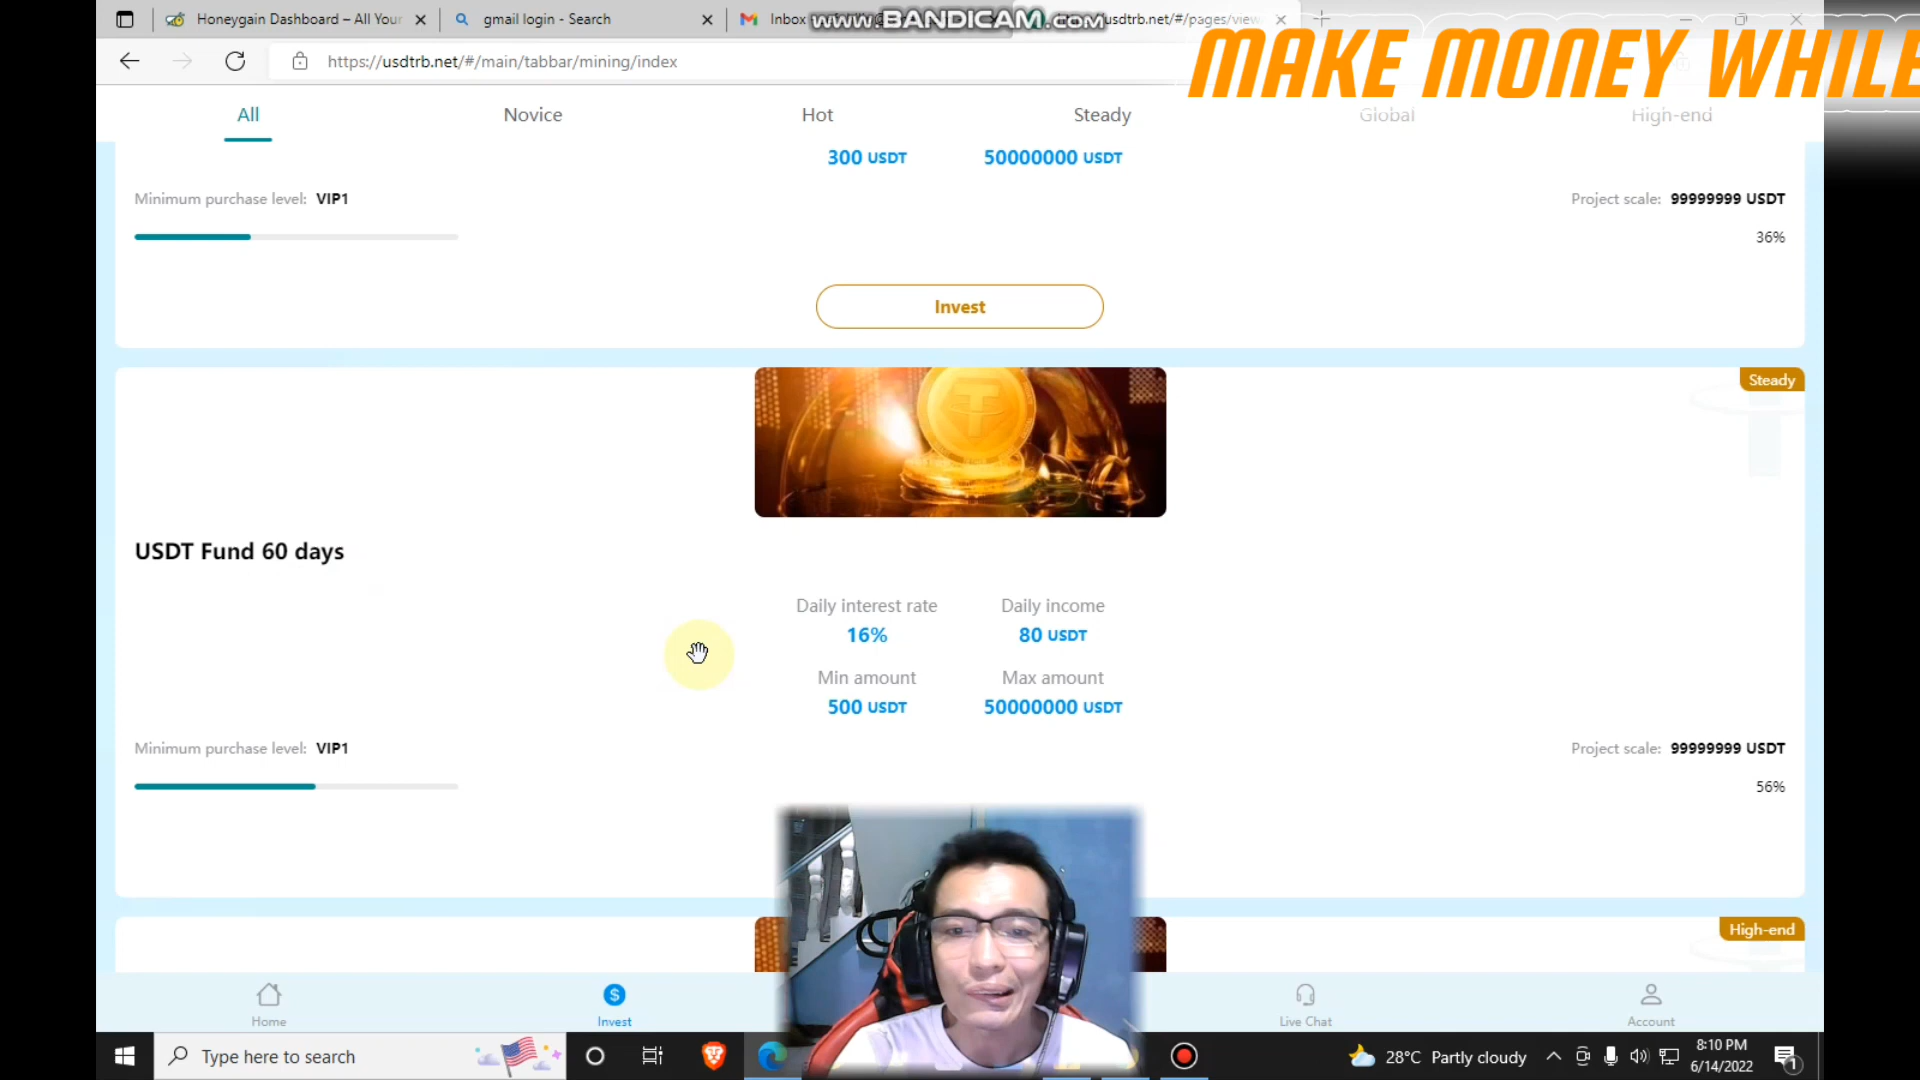 Honeygain Dashboard – All Your
gmail login - Search
Inbox
www.BANDICAM.com
usdtrb.net/#/pages/view
https://usdtrb.net/#/main/tabbar/mining/index
MAKE MONEY WHILE
All
Novice
Hot
Steady
Global
High-end
300 USDT
50000000 USDT
Minimum purchase level: VIP1
Project scale: 99999999 USDT
36%
Invest
Steady
USDT Fund 60 days
Daily interest rate
Daily income
16%
80 USDT
Min amount
Max amount
500 USDT
50000000 USDT
Minimum purchase level: VIP1
Project scale: 99999999 USDT
56%
High-end
Home
Invest
Live Chat
Account
Type here to search
28°C Partly cloudy
8:10 PM
6/14/2022
1